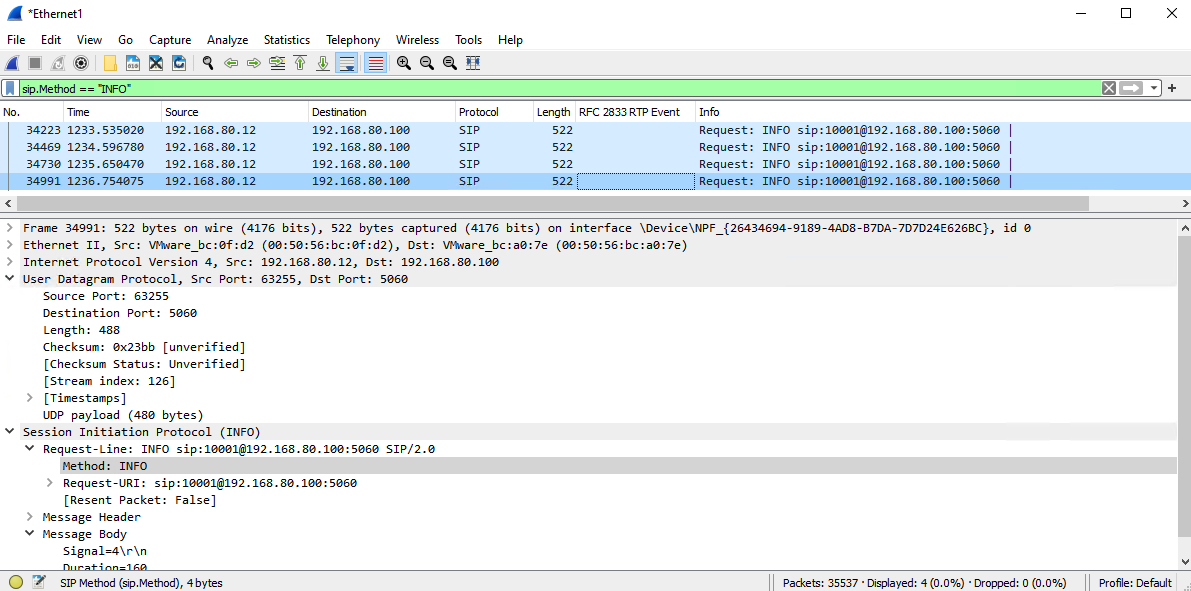 *Ethernet1
File Edit View Go Capture Analyze Statistics Telephony Wireless Tools Help
sip.Method == "INFO"
No. Time Source Destination Protocol Length RFC 2833 RTP Event Info
34223 1233.535020 192.168.80.12 192.168.80.100 SIP 522 Request: INFO sip:10001@192.168.80.100:5060 |
34469 1234.596780 192.168.80.12 192.168.80.100 SIP 522 Request: INFO sip:10001@192.168.80.100:5060 |
34730 1235.650470 192.168.80.12 192.168.80.100 SIP 522 Request: INFO sip:10001@192.168.80.100:5060 |
34991 1236.754075 192.168.80.12 192.168.80.100 SIP 522 Request: INFO sip:10001@192.168.80.100:5060 |
Frame 34991: 522 bytes on wire (4176 bits), 522 bytes captured (4176 bits) on interface \Device\NPF_{26434694-9189-4AD8-B7DA-7D7D24E626BC}, id 0
Ethernet II, Src: VMware_bc:0f:d2 (00:50:56:bc:0f:d2), Dst: VMware_bc:a0:7e (00:50:56:bc:a0:7e)
Internet Protocol Version 4, Src: 192.168.80.12, Dst: 192.168.80.100
User Datagram Protocol, Src Port: 63255, Dst Port: 5060
Source Port: 63255
Destination Port: 5060
Length: 488
Checksum: 0x23bb [unverified]
[Checksum Status: Unverified]
[Stream index: 126]
[Timestamps]
UDP payload (480 bytes)
Session Initiation Protocol (INFO)
Request-Line: INFO sip:10001@192.168.80.100:5060 SIP/2.0
Method: INFO
Request-URI: sip:10001@192.168.80.100:5060
[Resent Packet: False]
Message Header
Message Body
Signal=4\r\n
Duration=160
SIP Method (sip.Method), 4 bytes
Packets: 35537 · Displayed: 4 (0.0%) · Dropped: 0 (0.0%)
Profile: Default